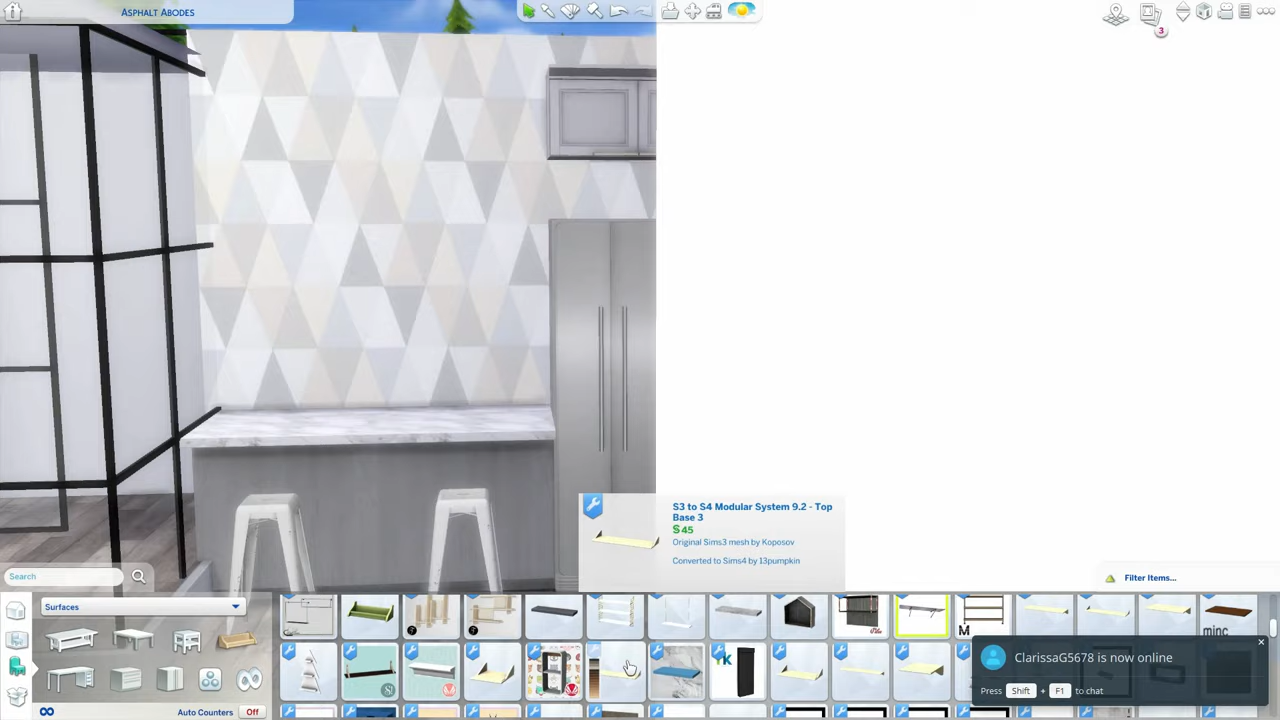 ASPHALT ABODES
3
S3 to S4 Modular System 9.2 - Top
Base 3
§45
Original Sims3 mesh by Koposov
Converted to Sims4 by 13pumpkin
Search
Filter Items...
Surfaces
M
minc
YK
ClarissaG5678 is now online
Press Shift + F1 to chat
Auto Counters Off